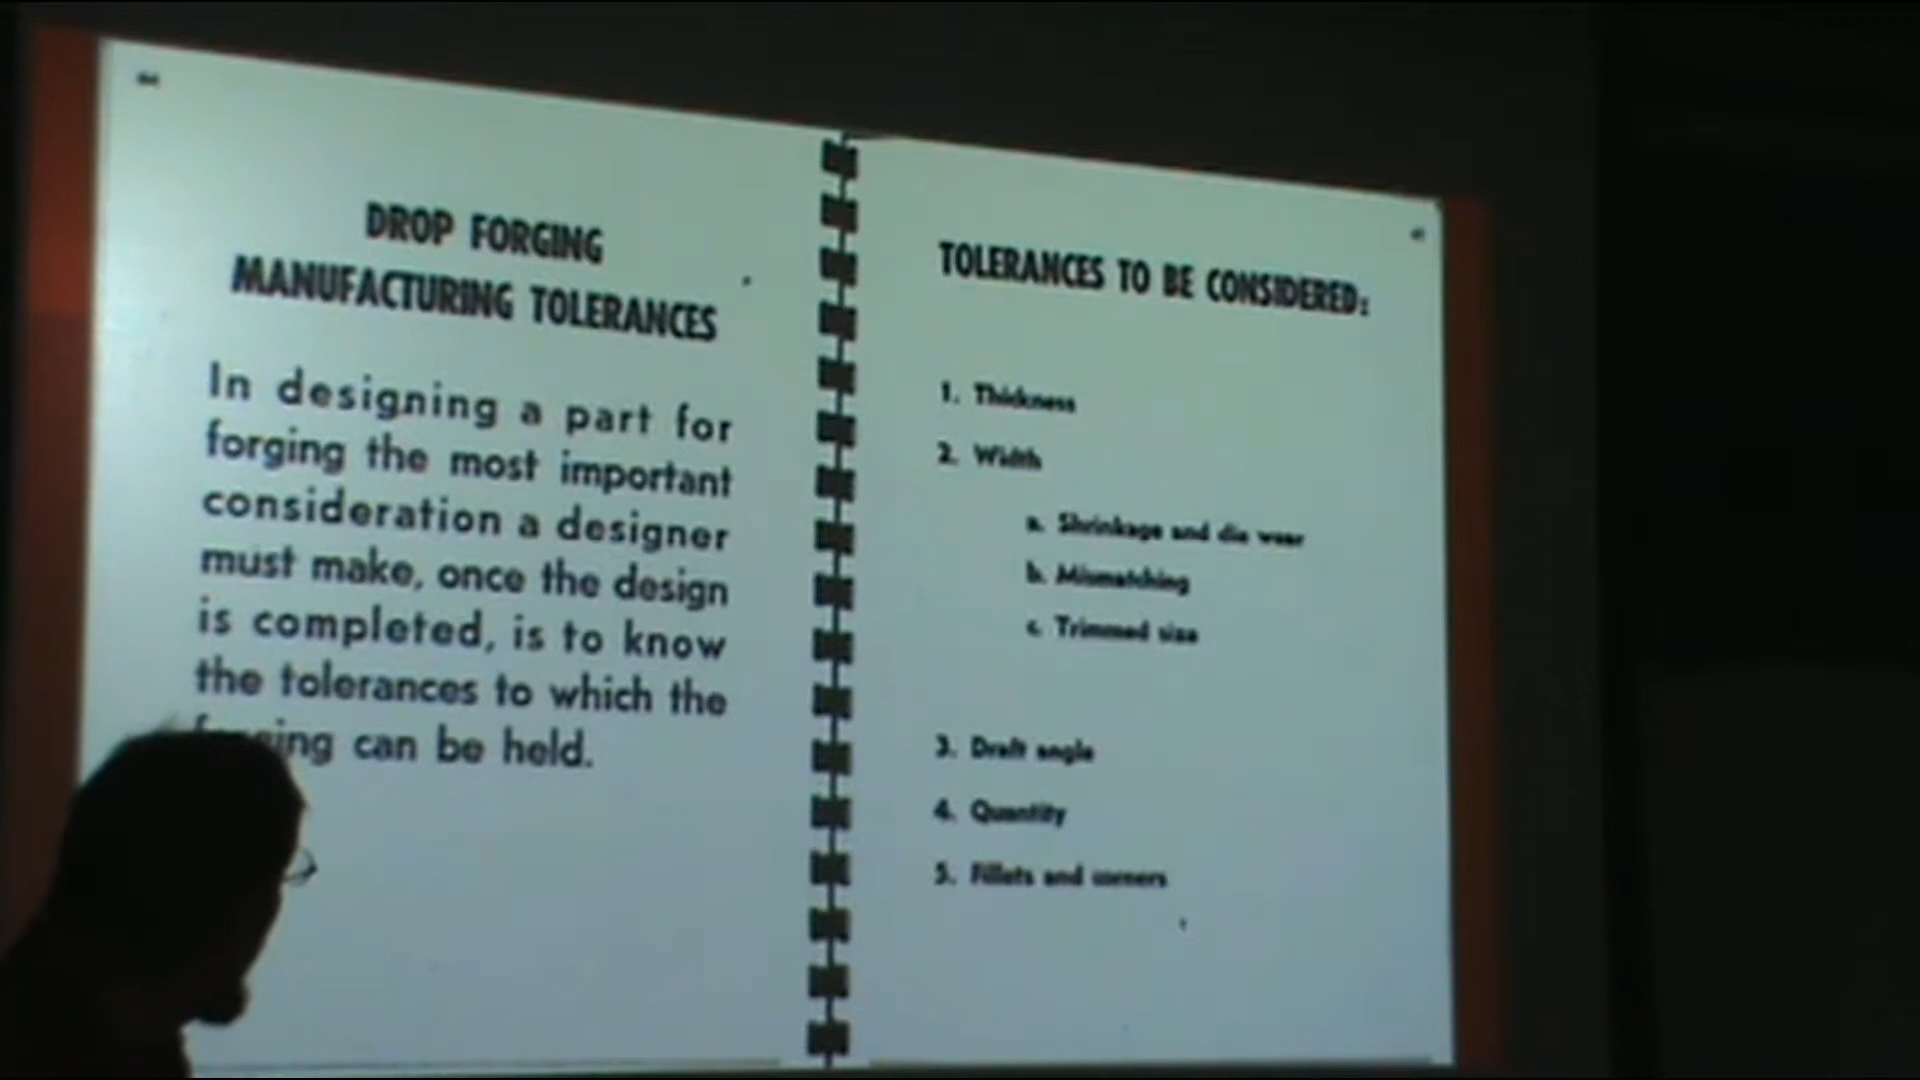 DROP FORGING
MANUFACTURING TOLERANCES
In designing a part for
forging the most important
consideration a designer
must make, once the design
is completed, is to know
the tolerances to which the
forging can be held.
TOLERANCES TO BE CONSIDERED:
1. Thickness
2. Width
a. Shrinkage and die wear
b. Mismatching
c. Trimmed size
3. Draft angle
4. Quantity
5. Fillets and corners